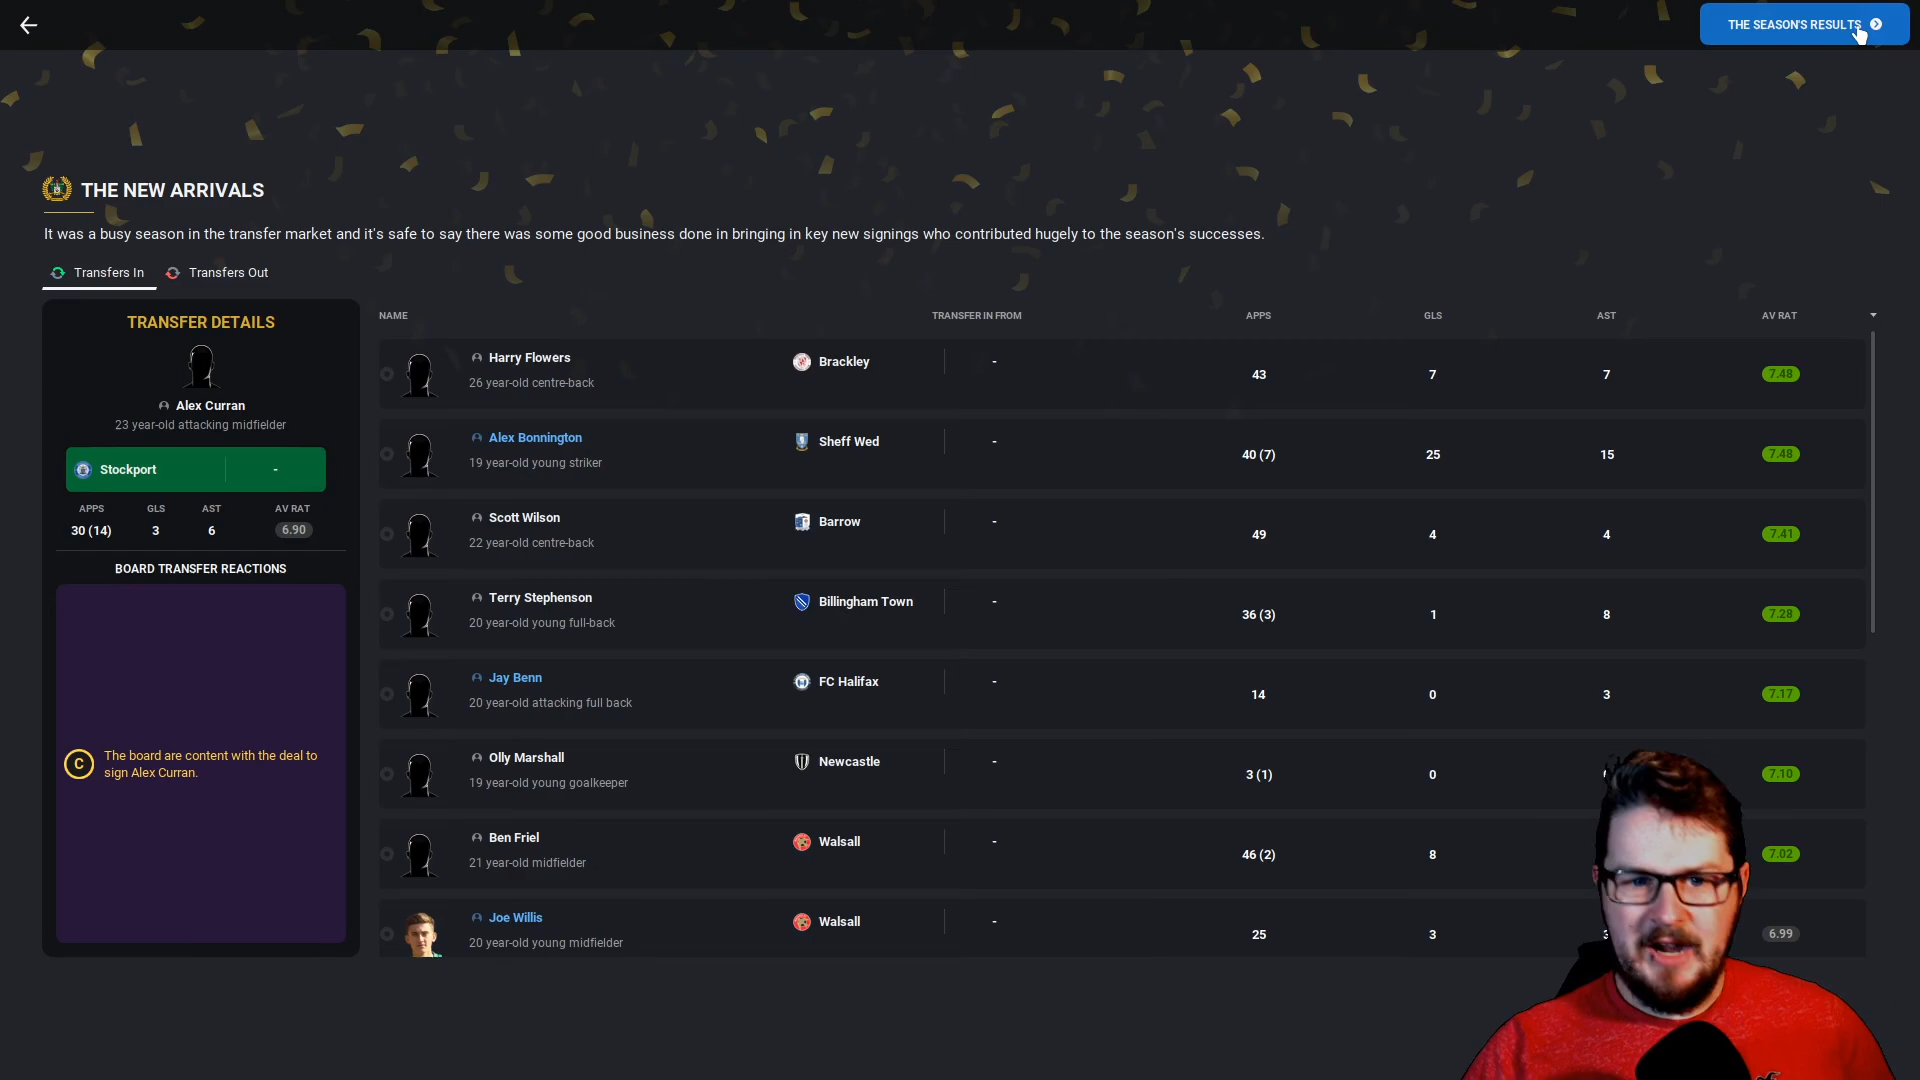 THE SEASON'S RESULTS
THE NEW ARRIVALS
It was a busy season in the transfer market and it's safe to say there was some good business done in bringing in key new signings who contributed hugely to the season's successes.
Transfers In Transfers Out
TRANSFER DETAILS
Alex Curran
23 year-old attacking midfielder
Stockport -
APPS GLS AST AV RAT
30 (14) 3 6 6.90
BOARD TRANSFER REACTIONS
C
The board are content with the deal to
sign Alex Curran.
NAME TRANSFER IN FROM APPS GLS AST AV RAT
Harry Flowers Brackley - 43 7 7 7.48
26 year-old centre-back
Alex Bonnington Sheff Wed - 40 (7) 25 15 7.48
19 year-old young striker
Scott Wilson Barrow - 49 4 4 7.41
22 year-old centre-back
Terry Stephenson Billingham Town - 36 (3) 1 8 7.28
20 year-old young full-back
Jay Benn FC Halifax - 14 0 3 7.17
20 year-old attacking full back
Olly Marshall Newcastle - 3 (1) 0 7.10
19 year-old young goalkeeper
Ben Friel Walsall - 46 (2) 8 7.02
21 year-old midfielder
Joe Willis Walsall - 25 3 6.99
20 year-old young midfielder